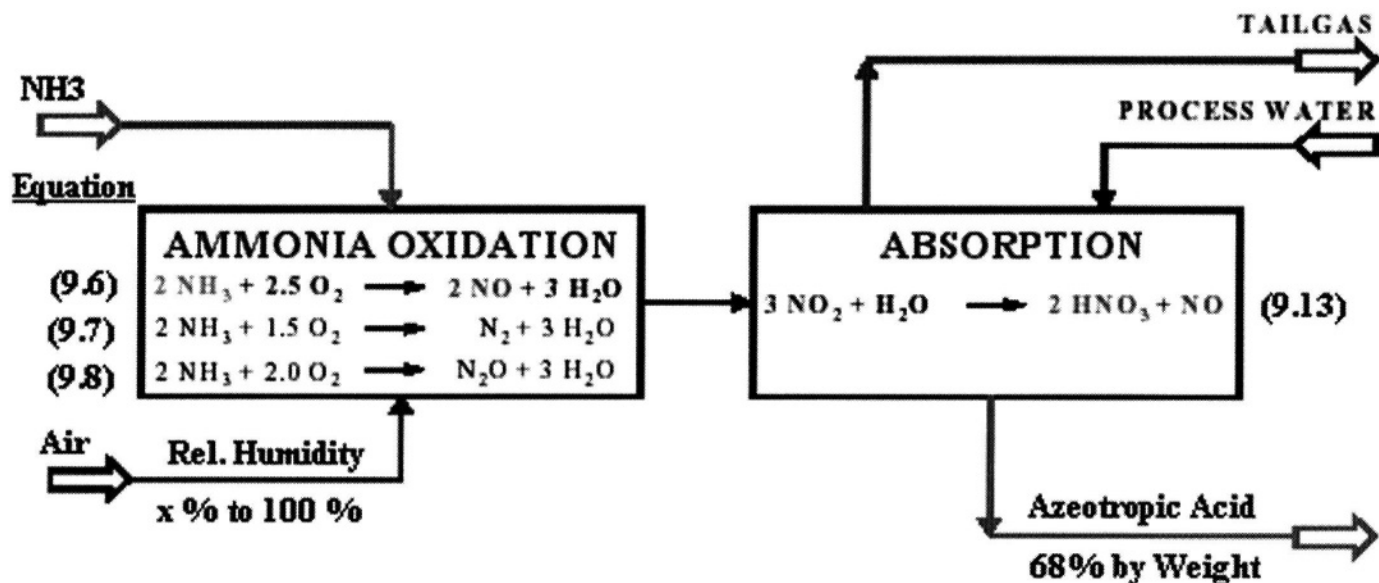 TAILGAS
NH3
PROCESS WATER
Equation
AMMONIA OXIDATION
(9.6) 2 NH₃ + 2.5 O₂ → 2 NO + 3 H₂O
(9.7) 2 NH₃ + 1.5 O₂ → N₂ + 3 H₂O
(9.8) 2 NH₃ + 2.0 O₂ → N₂O + 3 H₂O
ABSORPTION
3 NO₂ + H₂O → 2 HNO₃ + NO (9.13)
Air
Rel. Humidity
x % to 100 %
Azeotropic Acid
68% by Weight